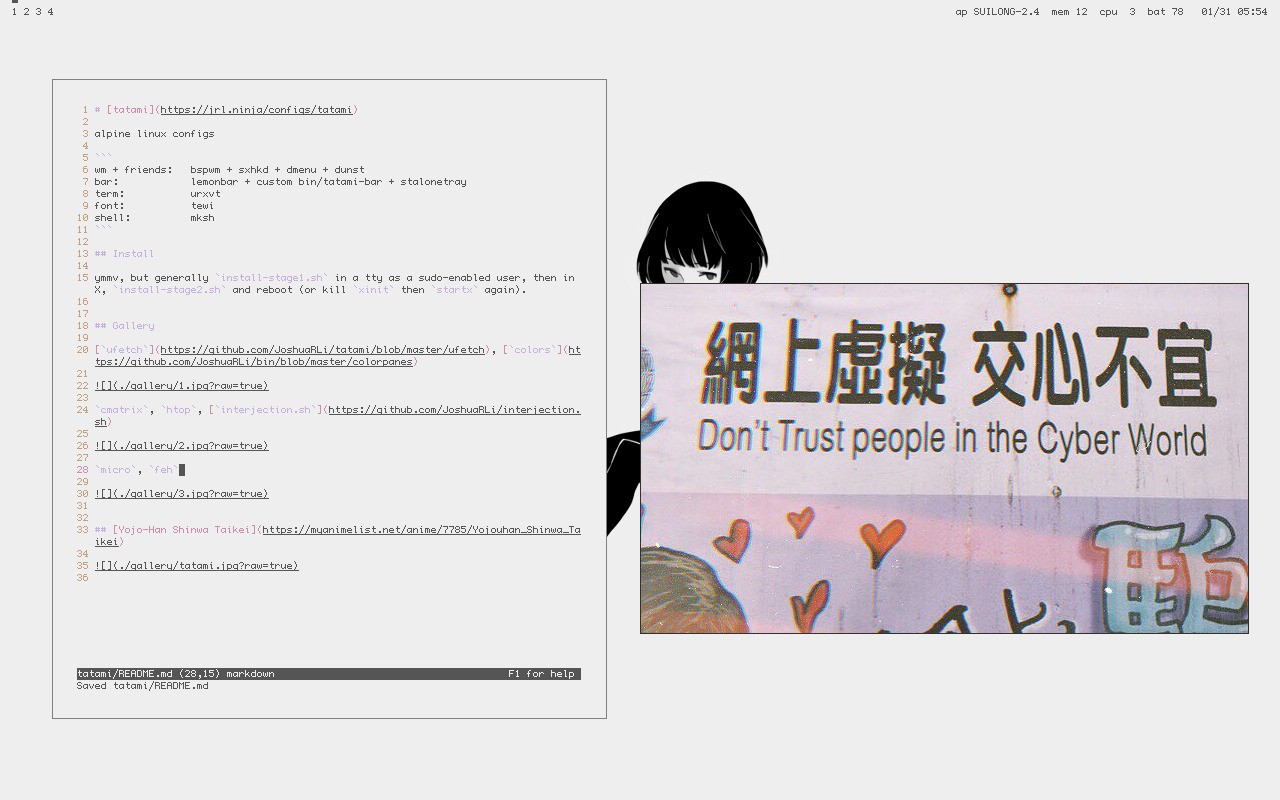 1 2 3 4
ap SUILONG-2.4 mem 12 cpu 3 bat 78 01/31 05:54
1 # [tatami](https://jrl.ninja/configs/tatami)
2
3 alpine linux configs
4
5 ```
6 wm + friends: bspwm + sxhkd + dmenu + dunst
7 bar: lemonbar + custom bin/tatami-bar + stalonetray
8 term: urxvt
9 font: tewi
10 shell: mksh
11 ```
12
13 ## Install
14
15 ymmv, but generally `install-stage1.sh` in a tty as a sudo-enabled user, then in
X, `install-stage2.sh` and reboot (or kill `xinit` then `startx` again).
16
17
18 ## Gallery
19
20 [`ufetch`](https://github.com/JoshuaRLi/tatami/blob/master/ufetch), [`colors`](ht
tps://github.com/JoshuaRLi/bin/blob/master/colorpanes)
21
22 ![](./gallery/1.jpg?raw=true)
23
24 `cmatrix`, `htop`, [`interjection.sh`](https://github.com/JoshuaRLi/interjection.
sh)
25
26 ![](./gallery/2.jpg?raw=true)
27
28 `micro`, `feh`
29
30 ![](./gallery/3.jpg?raw=true)
31
32
33 ## [Yojo-Han Shinwa Taikei](https://myanimelist.net/anime/7785/Yojouhan_Shinwa_Ta
ikei)
34
35 ![](./gallery/tatami.jpg?raw=true)
36
tatami/README.md (28,15) markdown F1 for help
Saved tatami/README.md
網上虛擬 交心不宜
Don't Trust people in the Cyber World